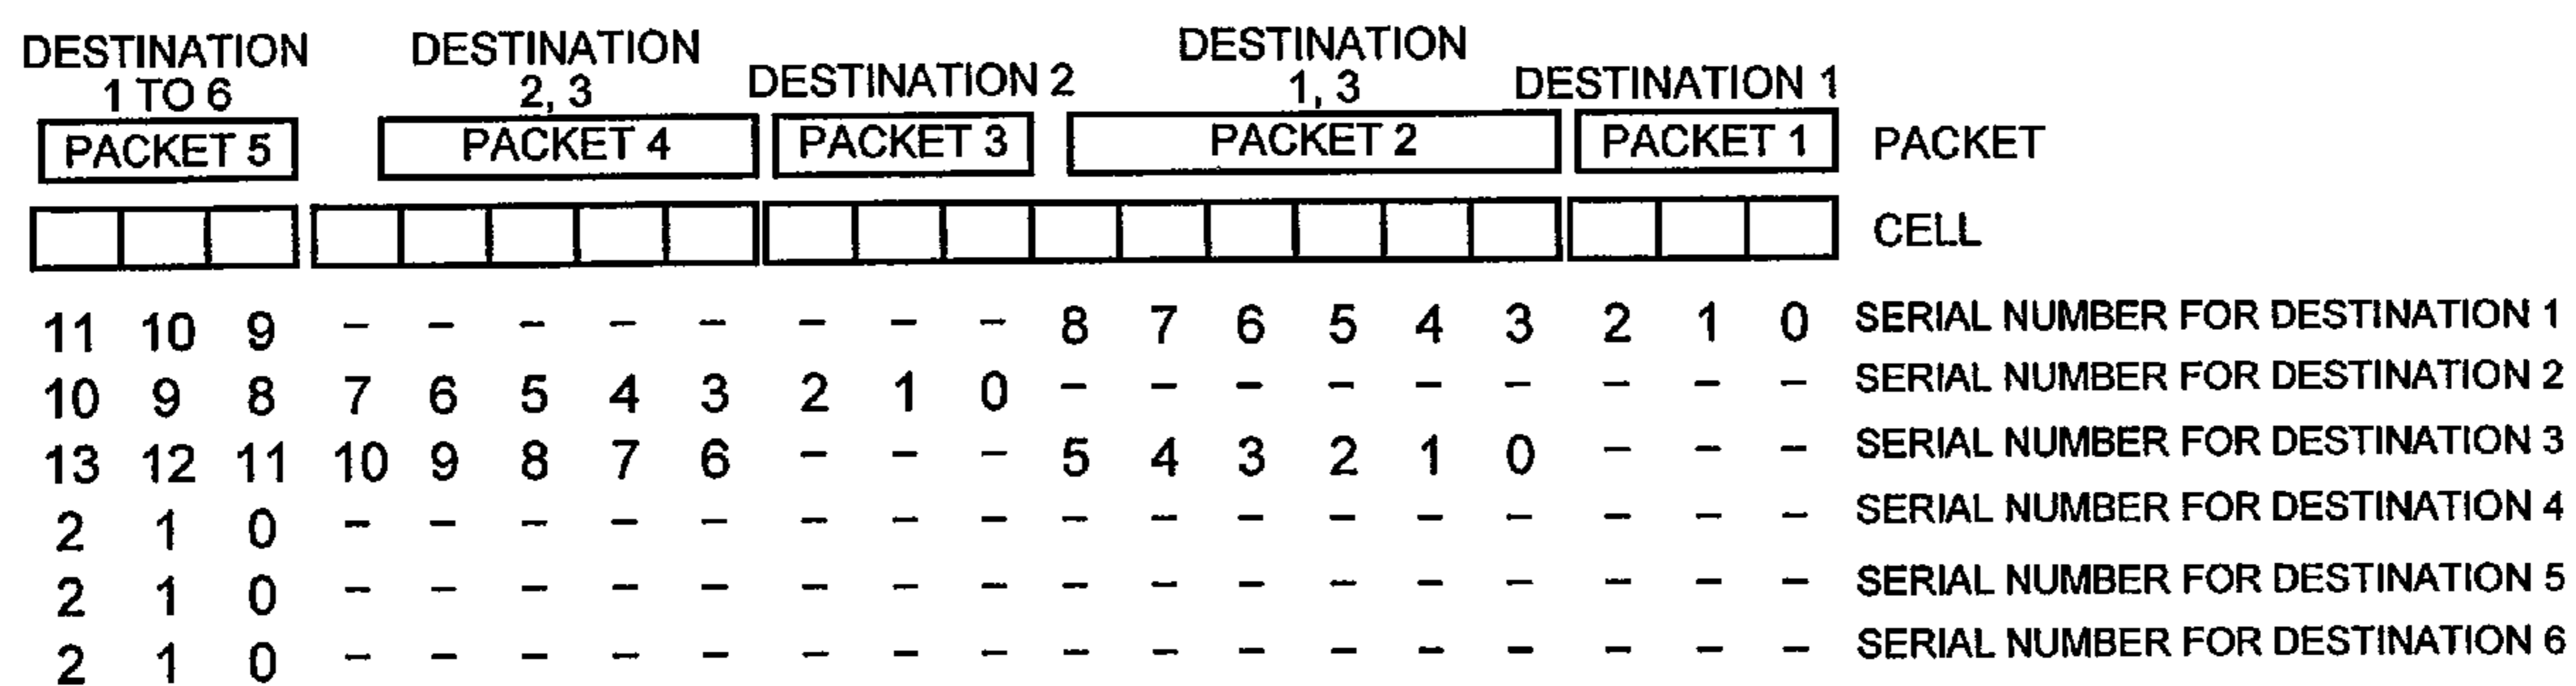 DESTINATION 1 TO 6
DESTINATION 2, 3
DESTINATION 2
DESTINATION 1, 3
DESTINATION 1
PACKET 5 PACKET 4 PACKET 3 PACKET 2 PACKET 1 PACKET
CELL
11 10 9 – – – – – – – – 8 7 6 5 4 3 2 1 0 SERIAL NUMBER FOR DESTINATION 1
10 9 8 7 6 5 4 3 2 1 0 – – – – – – – – – SERIAL NUMBER FOR DESTINATION 2
13 12 11 10 9 8 7 6 – – – 5 4 3 2 1 0 – – – SERIAL NUMBER FOR DESTINATION 3
2 1 0 – – – – – – – – – – – – – – – – – SERIAL NUMBER FOR DESTINATION 4
2 1 0 – – – – – – – – – – – – – – – – – SERIAL NUMBER FOR DESTINATION 5
2 1 0 – – – – – – – – – – – – – – – – – SERIAL NUMBER FOR DESTINATION 6